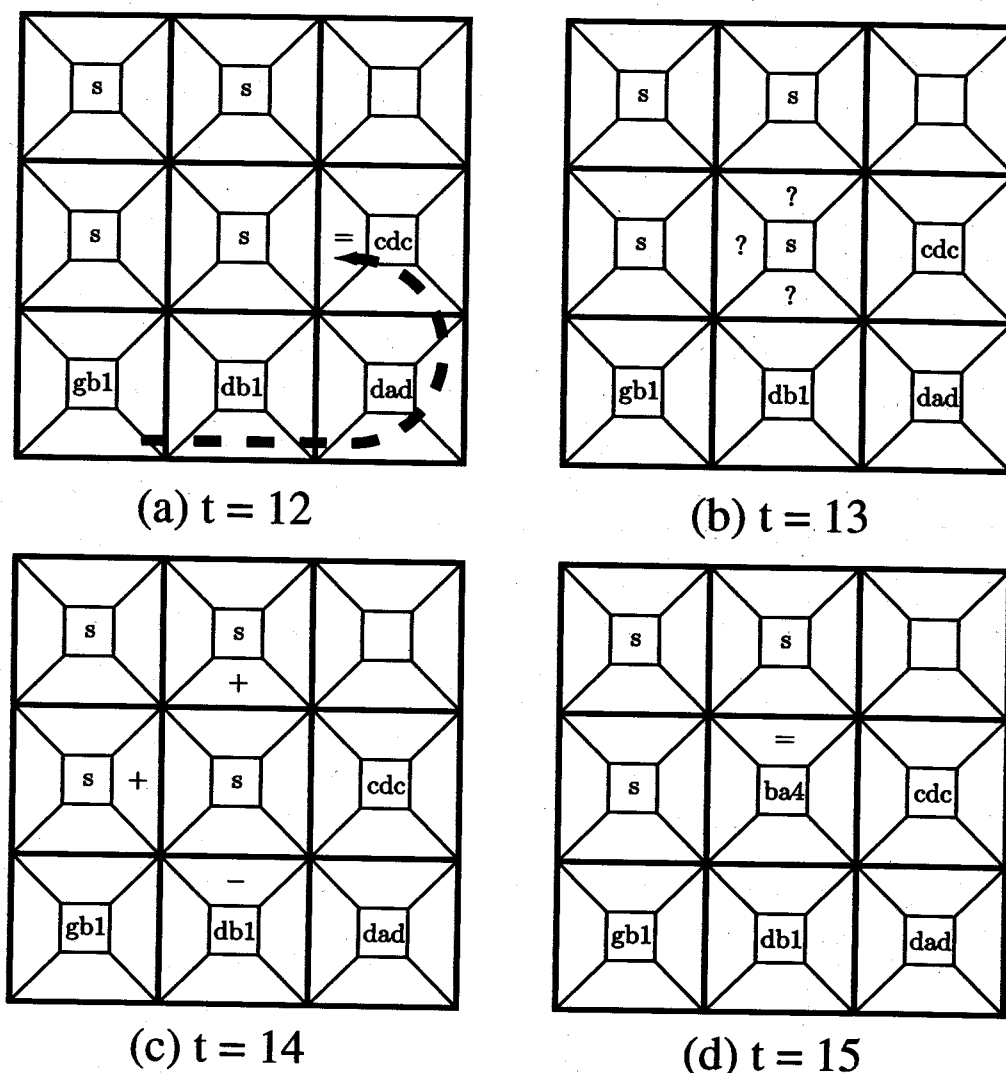 s s
s s = cdc
gb1 db1 dad
(a) t = 12
s s
?
s ? s cdc
?
gb1 db1 dad
(b) t = 13
s s
+
s + s cdc
−
gb1 db1 dad
(c) t = 14
s s
=
s ba4 cdc
gb1 db1 dad
(d) t = 15